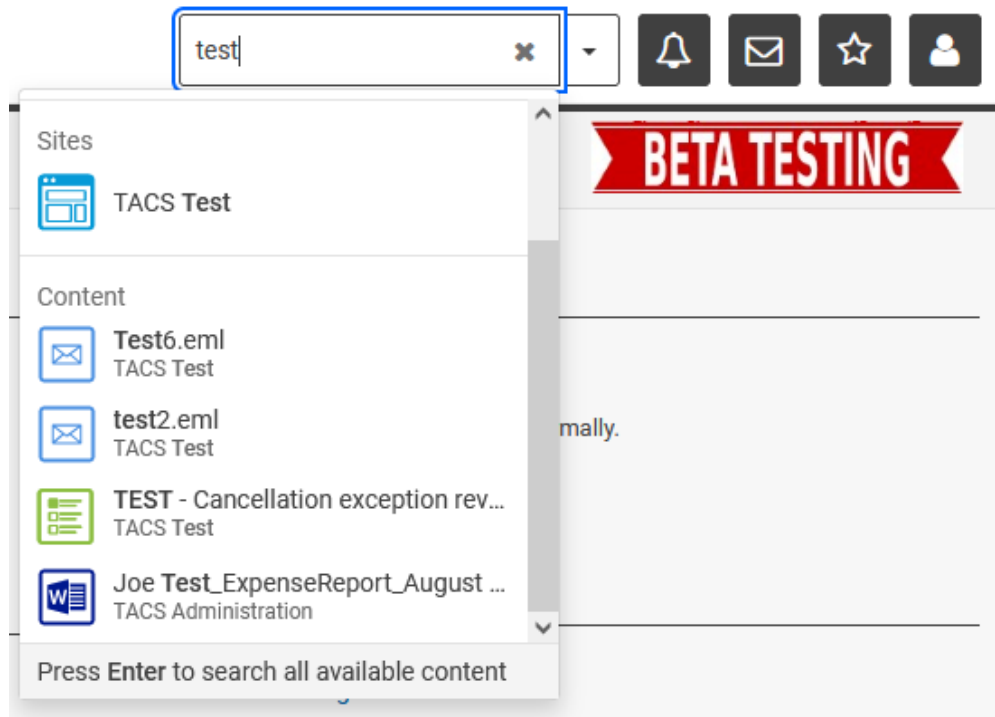 test
BETA TESTING
Sites
TACS Test
Content
Test6.eml
TACS Test
test2.eml
TACS Test
mally.
TEST - Cancellation exception rev...
TACS Test
Joe Test_ExpenseReport_August ...
TACS Administration
Press Enter to search all available content